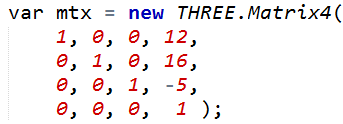 var mtx = new THREE.Matrix4(
    1, 0, 0, 12,
    0, 1, 0, 16,
    0, 0, 1, -5,
    0, 0, 0,  1 );